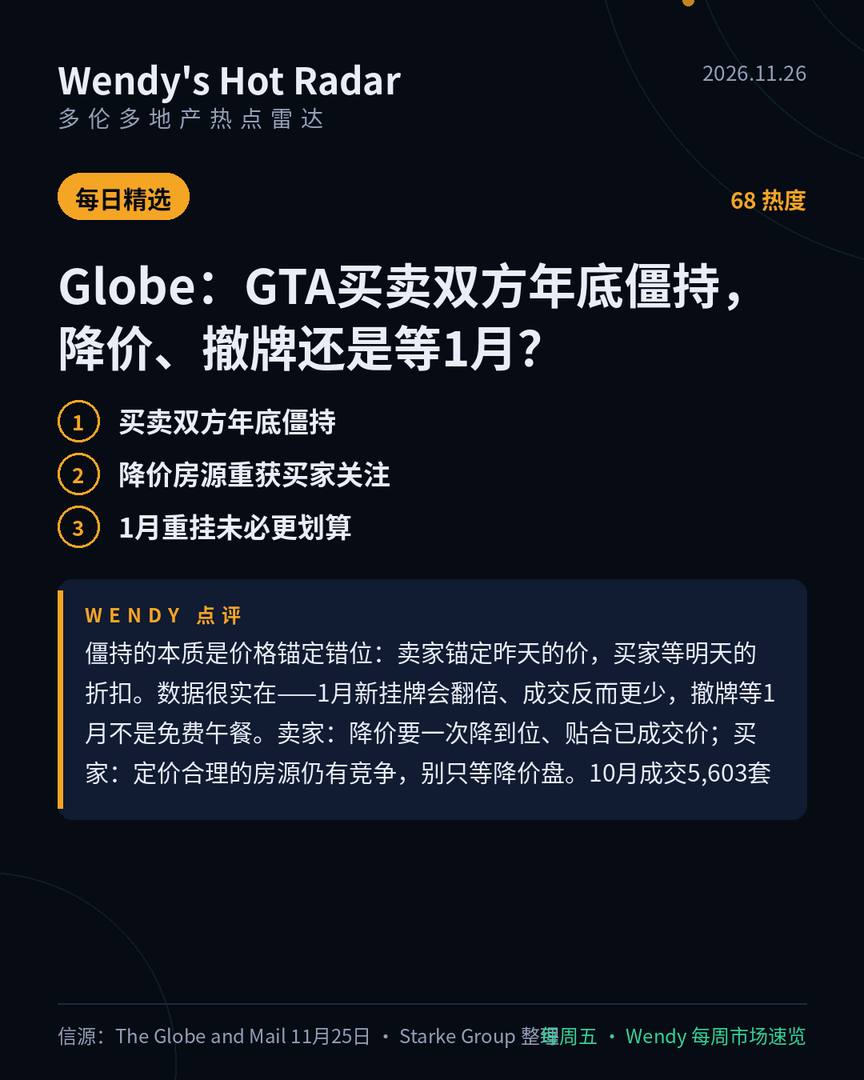 Wendy's Hot Radar
2026.11.26
多伦多地产热点雷达
每日精选
68 热度
Globe：GTA买卖双方年底僵持，
降价、撤牌还是等1月？
1 买卖双方年底僵持
2 降价房源重获买家关注
3 1月重挂未必更划算
WENDY 点评
僵持的本质是价格锚定错位：卖家锚定昨天的价，买家等明天的
折扣。数据很实在——1月新挂牌会翻倍、成交反而更少，撤牌等1
月不是免费午餐。卖家：降价要一次降到位、贴合已成交价；买
家：定价合理的房源仍有竞争，别只等降价盘。10月成交5,603套
信源：The Globe and Mail 11月25日 · Starke Group 整理
每周五 · Wendy 每周市场速览